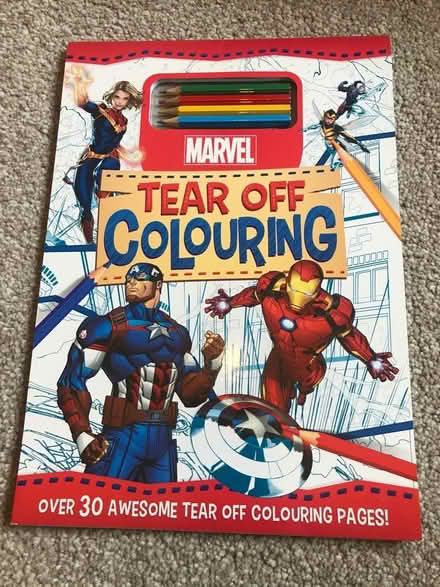 MARVEL
TEAR OFF
COLOURING
OVER 30 AWESOME TEAR OFF COLOURING PAGES!